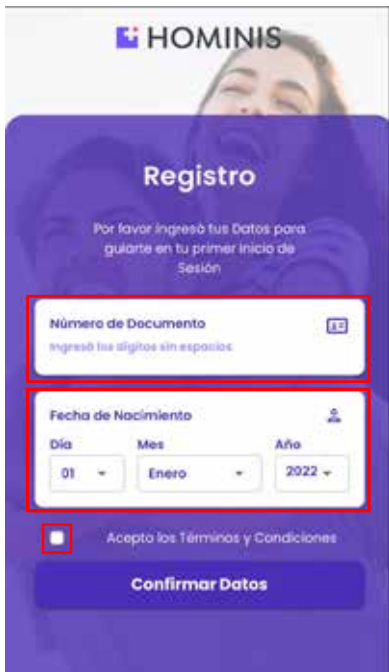 HOMINIS
Registro
Por favor ingresá tus Datos para
guiarte en tu primer inicio de
Sesión
Número de Documento
Ingresá los dígitos sin espacios
Fecha de Nacimiento
Día Mes Año
01 Enero 2022
Acepto los Términos y Condiciones
Confirmar Datos